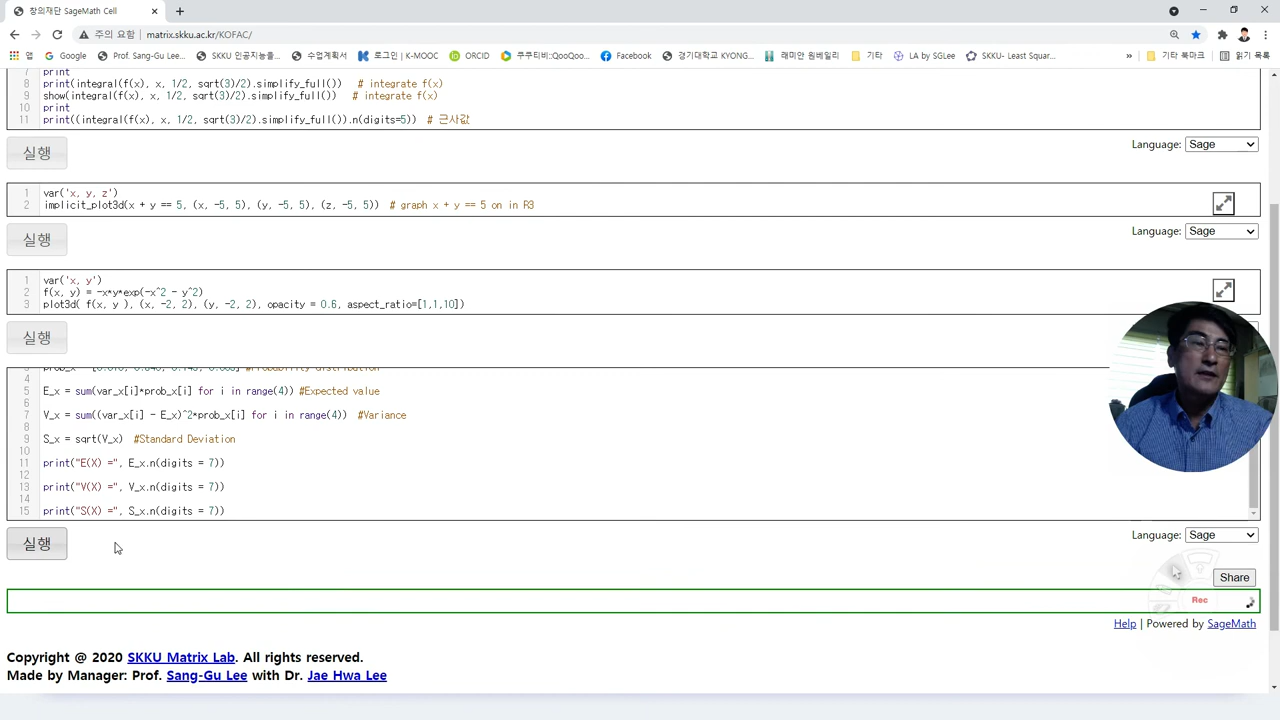 창의재단 SageMath Cell
주의 요함
matrix.skku.ac.kr/KOFAC/
앱
Google
Prof. Sang-Gu Lee...
SKKU 인공지능을...
수업계획서
로그인 | K-MOOC
ORCID
쿠쿠티비::QooQoo...
Facebook
경기대학교 KYONG...
래미안 원베일리
기타
LA by SGLee
SKKU- Least Squar...
»
기타 북마크
읽기 목록
7 print
8 print(integral(f(x), x, 1/2, sqrt(3)/2).simplify_full()) # integrate f(x)
9 show(integral(f(x), x, 1/2, sqrt(3)/2).simplify_full()) # integrate f(x)
10 print
11 print((integral(f(x), x, 1/2, sqrt(3)/2).simplify_full()).n(digits=5)) # 근사값
실행
Language: Sage
1 var('x, y, z')
2 implicit_plot3d(x + y == 5, (x, -5, 5), (y, -5, 5), (z, -5, 5)) # graph x + y == 5 on in R3
실행
Language: Sage
1 var('x, y')
2 f(x, y) = -x*y*exp(-x^2 - y^2)
3 plot3d( f(x, y ), (x, -2, 2), (y, -2, 2), opacity = 0.6, aspect_ratio=[1,1,10])
실행
4
5 E_x = sum(var_x[i]*prob_x[i] for i in range(4)) #Expected value
6
7 V_x = sum((var_x[i] - E_x)^2*prob_x[i] for i in range(4)) #Variance
8
9 S_x = sqrt(V_x) #Standard Deviation
10
11 print("E(X) =", E_x.n(digits = 7))
12
13 print("V(X) =", V_x.n(digits = 7))
14
15 print("S(X) =", S_x.n(digits = 7))
실행
Language: Sage
Share
Rec
Help | Powered by SageMath
Copyright @ 2020 SKKU Matrix Lab. All rights reserved.
Made by Manager: Prof. Sang-Gu Lee with Dr. Jae Hwa Lee